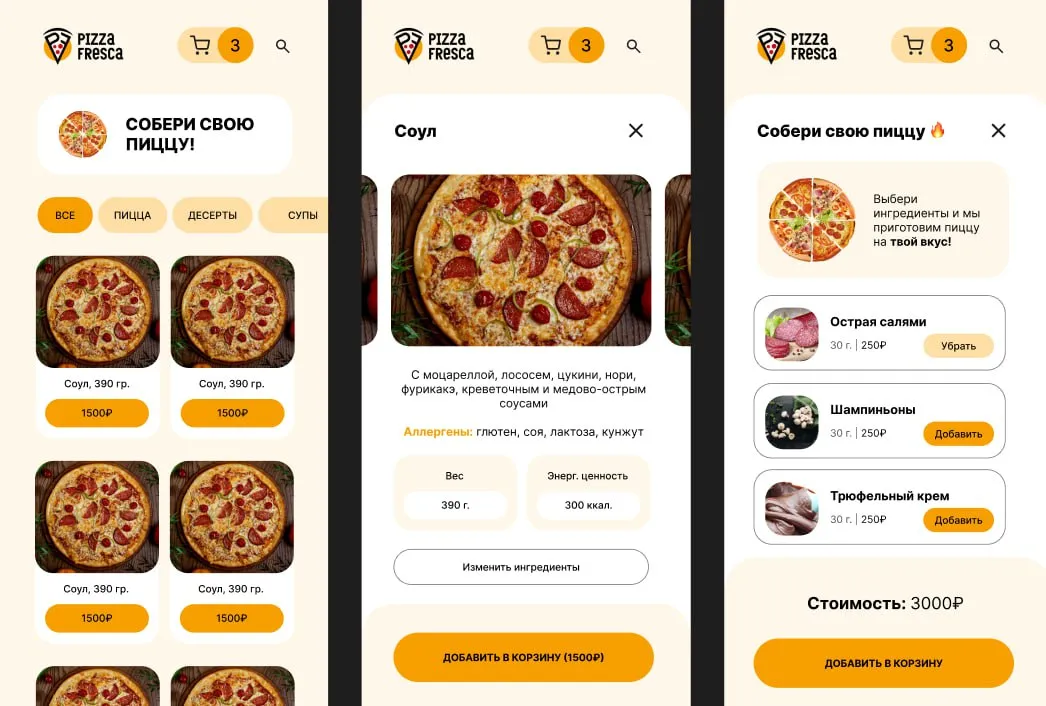 PIZZA
FRESCA
3
СОБЕРИ СВОЮ
ПИЦЦУ!
ВСЕ
ПИЦЦА
ДЕСЕРТЫ
СУПЫ
Соул, 390 гр.
1500₽
Соул, 390 гр.
1500₽
Соул, 390 гр.
1500₽
Соул, 390 гр.
1500₽
PIZZA
FRESCA
3
Соул
С моцареллой, лососем, цукини, нори,
фурикакэ, креветочным и медово-острым
соусами
Аллергены: глютен, соя, лактоза, кунжут
Вес
390 г.
Энерг. ценность
300 ккал.
Изменить ингредиенты
ДОБАВИТЬ В КОРЗИНУ (1500₽)
PIZZA
FRESCA
3
Собери свою пиццу 🔥
Выбери
ингредиенты и мы
приготовим пиццу
на твой вкус!
Острая салями
30 г. | 250₽
Убрать
Шампиньоны
30 г. | 250₽
Добавить
Трюфельный крем
30 г. | 250₽
Добавить
Стоимость: 3000₽
ДОБАВИТЬ В КОРЗИНУ